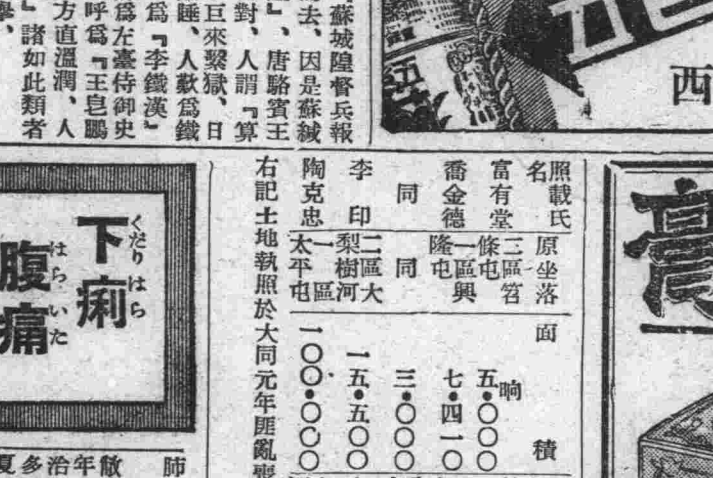 西
蘇城隍督兵報
去、因是蘇緘
』、唐駱賓王
對、人謂『算
巨來繫獄、日
睡、人歎爲鐵
爲『李鐵漢』
爲左臺侍御史
呼爲『王皂鵰
方直溫潤、人
』諸如此類者
照載氏名
原坐落
面積
富有堂
三區笤條屯
晌
五・〇〇〇
喬金德
一區興隆屯
七・四一〇
同
同
三・〇〇〇
李印
二區大梨樹河
一五・五〇〇
陶克忠
一區太平屯
一〇〇・〇〇〇
右記土地執照於大同元年匪亂喪
下痢
くだりはら
腹痛
はらいた
肺
敝年治多夏